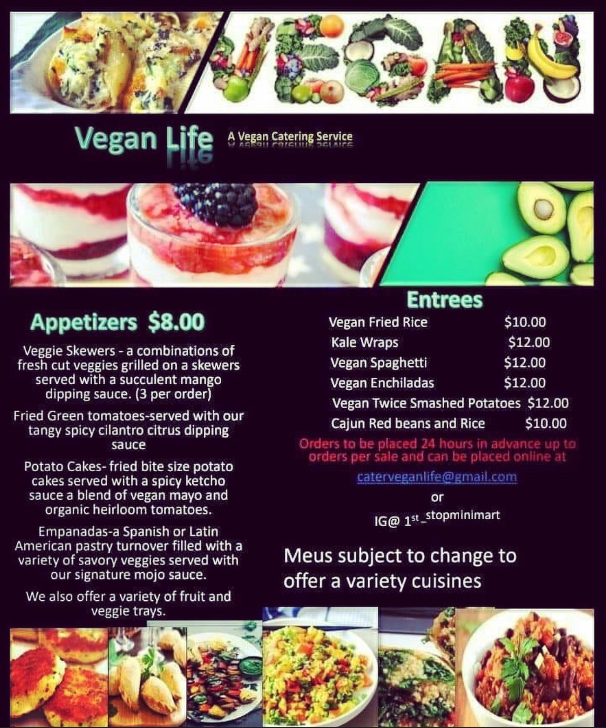 VEGAN
Vegan Life
A Vegan Catering Service
Appetizers $8.00
Veggie Skewers - a combinations of
fresh cut veggies grilled on a skewers
served with a succulent mango
dipping sauce. (3 per order)
Fried Green tomatoes-served with our
tangy spicy cilantro citrus dipping
sauce
Potato Cakes- fried bite size potato
cakes served with a spicy ketcho
sauce a blend of vegan mayo and
organic heirloom tomatoes.
Empanadas-a Spanish or Latin
American pastry turnover filled with a
variety of savory veggies served with
our signature mojo sauce.
We also offer a variety of fruit and
veggie trays.
Entrees
Vegan Fried Rice $10.00
Kale Wraps $12.00
Vegan Spaghetti $12.00
Vegan Enchiladas $12.00
Vegan Twice Smashed Potatoes $12.00
Cajun Red beans and Rice $10.00
Orders to be placed 24 hours in advance up to
orders per sale and can be placed online at
caterveganlife@gmail.com
or
IG@ 1st_stopminimart
Meus subject to change to
offer a variety cuisines